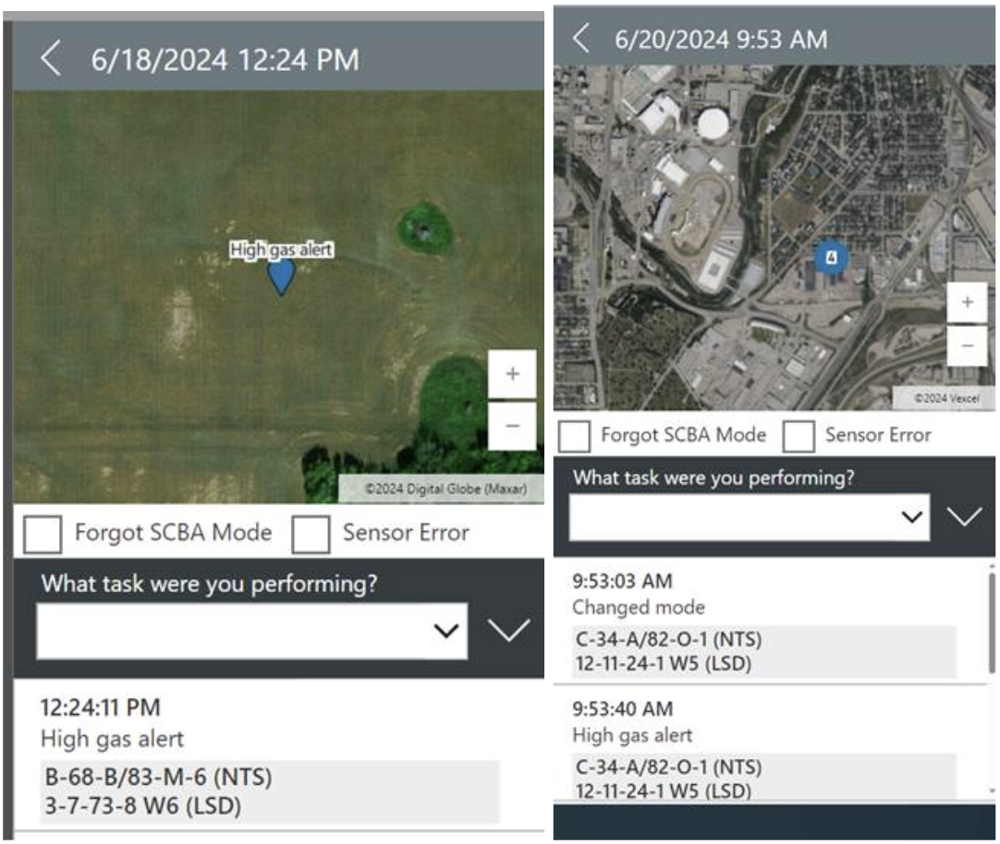 6/18/2024 12:24 PM
High gas alert
+
−
©2024 Digital Globe (Maxar)
Forgot SCBA Mode
Sensor Error
What task were you performing?
12:24:11 PM
High gas alert
B-68-B/83-M-6 (NTS)
3-7-73-8 W6 (LSD)
6/20/2024 9:53 AM
4
+
−
©2024 Vexcel
Forgot SCBA Mode
Sensor Error
What task were you performing?
9:53:03 AM
Changed mode
C-34-A/82-O-1 (NTS)
12-11-24-1 W5 (LSD)
9:53:40 AM
High gas alert
C-34-A/82-O-1 (NTS)
12-11-24-1 W5 (LSD)